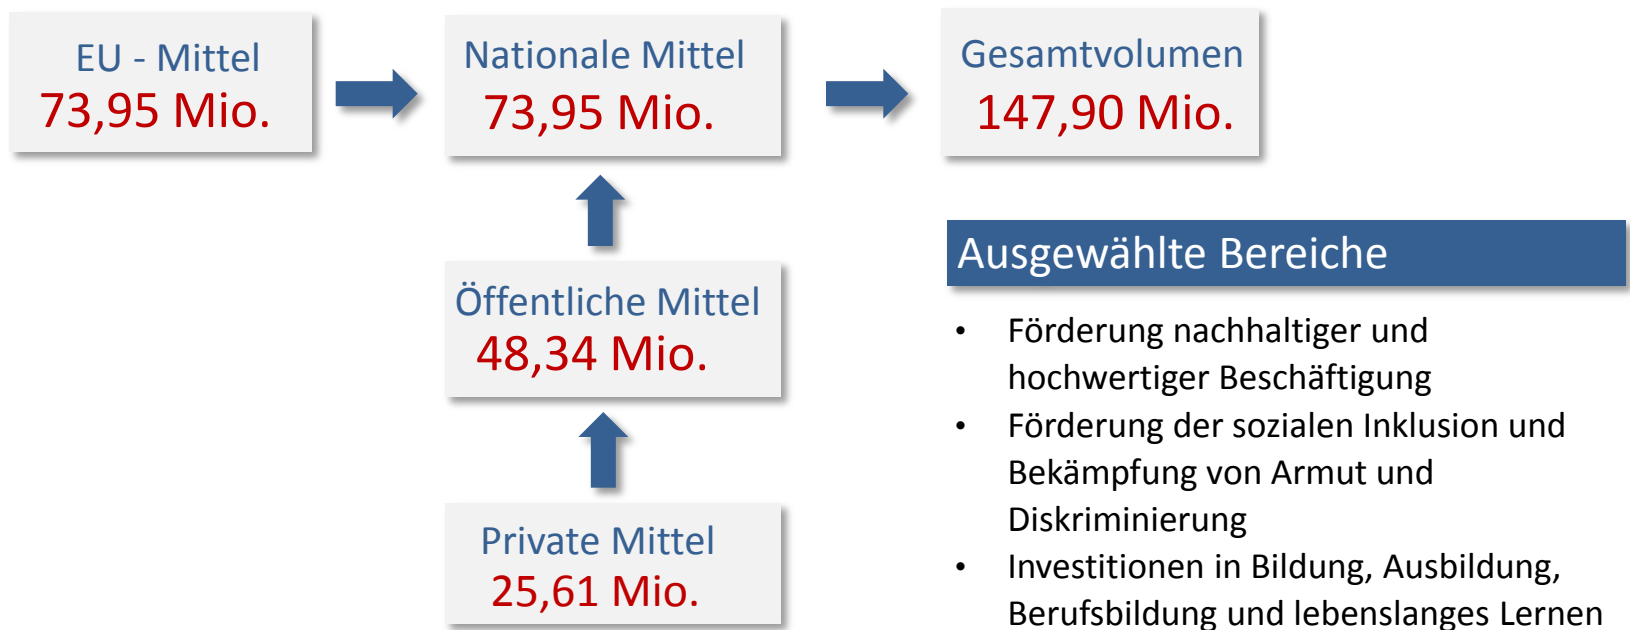 EU - Mittel
73,95 Mio.
Nationale Mittel
73,95 Mio.
Gesamtvolumen
147,90 Mio.
Öffentliche Mittel
48,34 Mio.
Private Mittel
25,61 Mio.
Ausgewählte Bereiche
• Förderung nachhaltiger und
hochwertiger Beschäftigung
• Förderung der sozialen Inklusion und
Bekämpfung von Armut und
Diskriminierung
• Investitionen in Bildung, Ausbildung,
Berufsbildung und lebenslanges Lernen